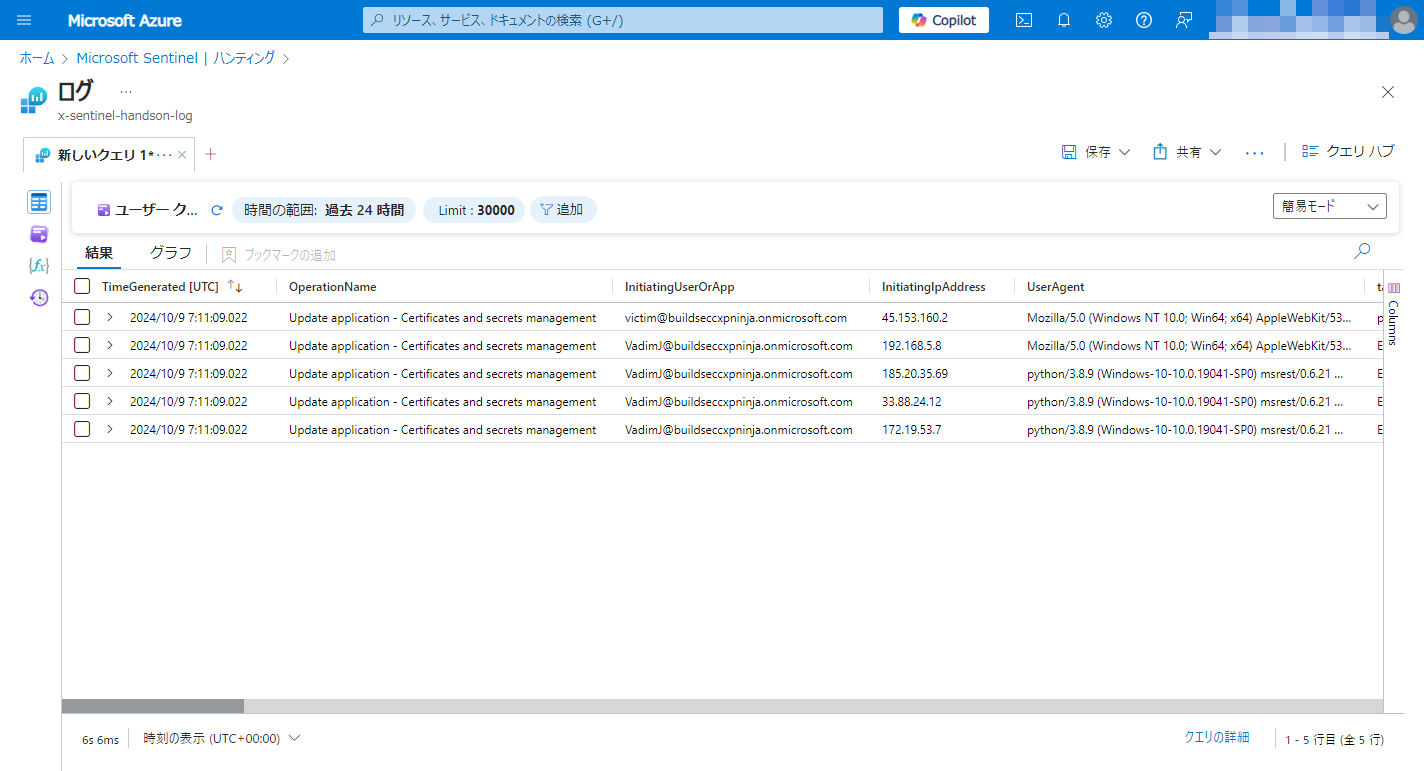 Microsoft Azure
リソース、サービス、ドキュメントの検索 (G+/)
Copilot
ホーム > Microsoft Sentinel | ハンティング >
ログ ...
x-sentinel-handson-log
新しいクエリ 1* ... × +
保存 共有 ... | クエリ ハブ
ユーザー ク... 時間の範囲: 過去 24 時間 Limit : 30000 追加 簡易モード
結果 グラフ ブックマークの追加
TimeGenerated [UTC] ↑↓ OperationName InitiatingUserOrApp InitiatingIpAddress UserAgent
> 2024/10/9 7:11:09.022 Update application - Certificates and secrets management victim@buildseccxpninja.onmicrosoft.com 45.153.160.2 Mozilla/5.0 (Windows NT 10.0; Win64; x64) AppleWebKit/53...
> 2024/10/9 7:11:09.022 Update application - Certificates and secrets management VadimJ@buildseccxpninja.onmicrosoft.com 192.168.5.8 Mozilla/5.0 (Windows NT 10.0; Win64; x64) AppleWebKit/53...
> 2024/10/9 7:11:09.022 Update application - Certificates and secrets management VadimJ@buildseccxpninja.onmicrosoft.com 185.20.35.69 python/3.8.9 (Windows-10-10.0.19041-SP0) msrest/0.6.21 ...
> 2024/10/9 7:11:09.022 Update application - Certificates and secrets management VadimJ@buildseccxpninja.onmicrosoft.com 33.88.24.12 python/3.8.9 (Windows-10-10.0.19041-SP0) msrest/0.6.21 ...
> 2024/10/9 7:11:09.022 Update application - Certificates and secrets management VadimJ@buildseccxpninja.onmicrosoft.com 172.19.53.7 python/3.8.9 (Windows-10-10.0.19041-SP0) msrest/0.6.21 ...
Columns
6s 6ms 時刻の表示 (UTC+00:00) クエリの詳細 1 - 5 行目 (全 5 行)